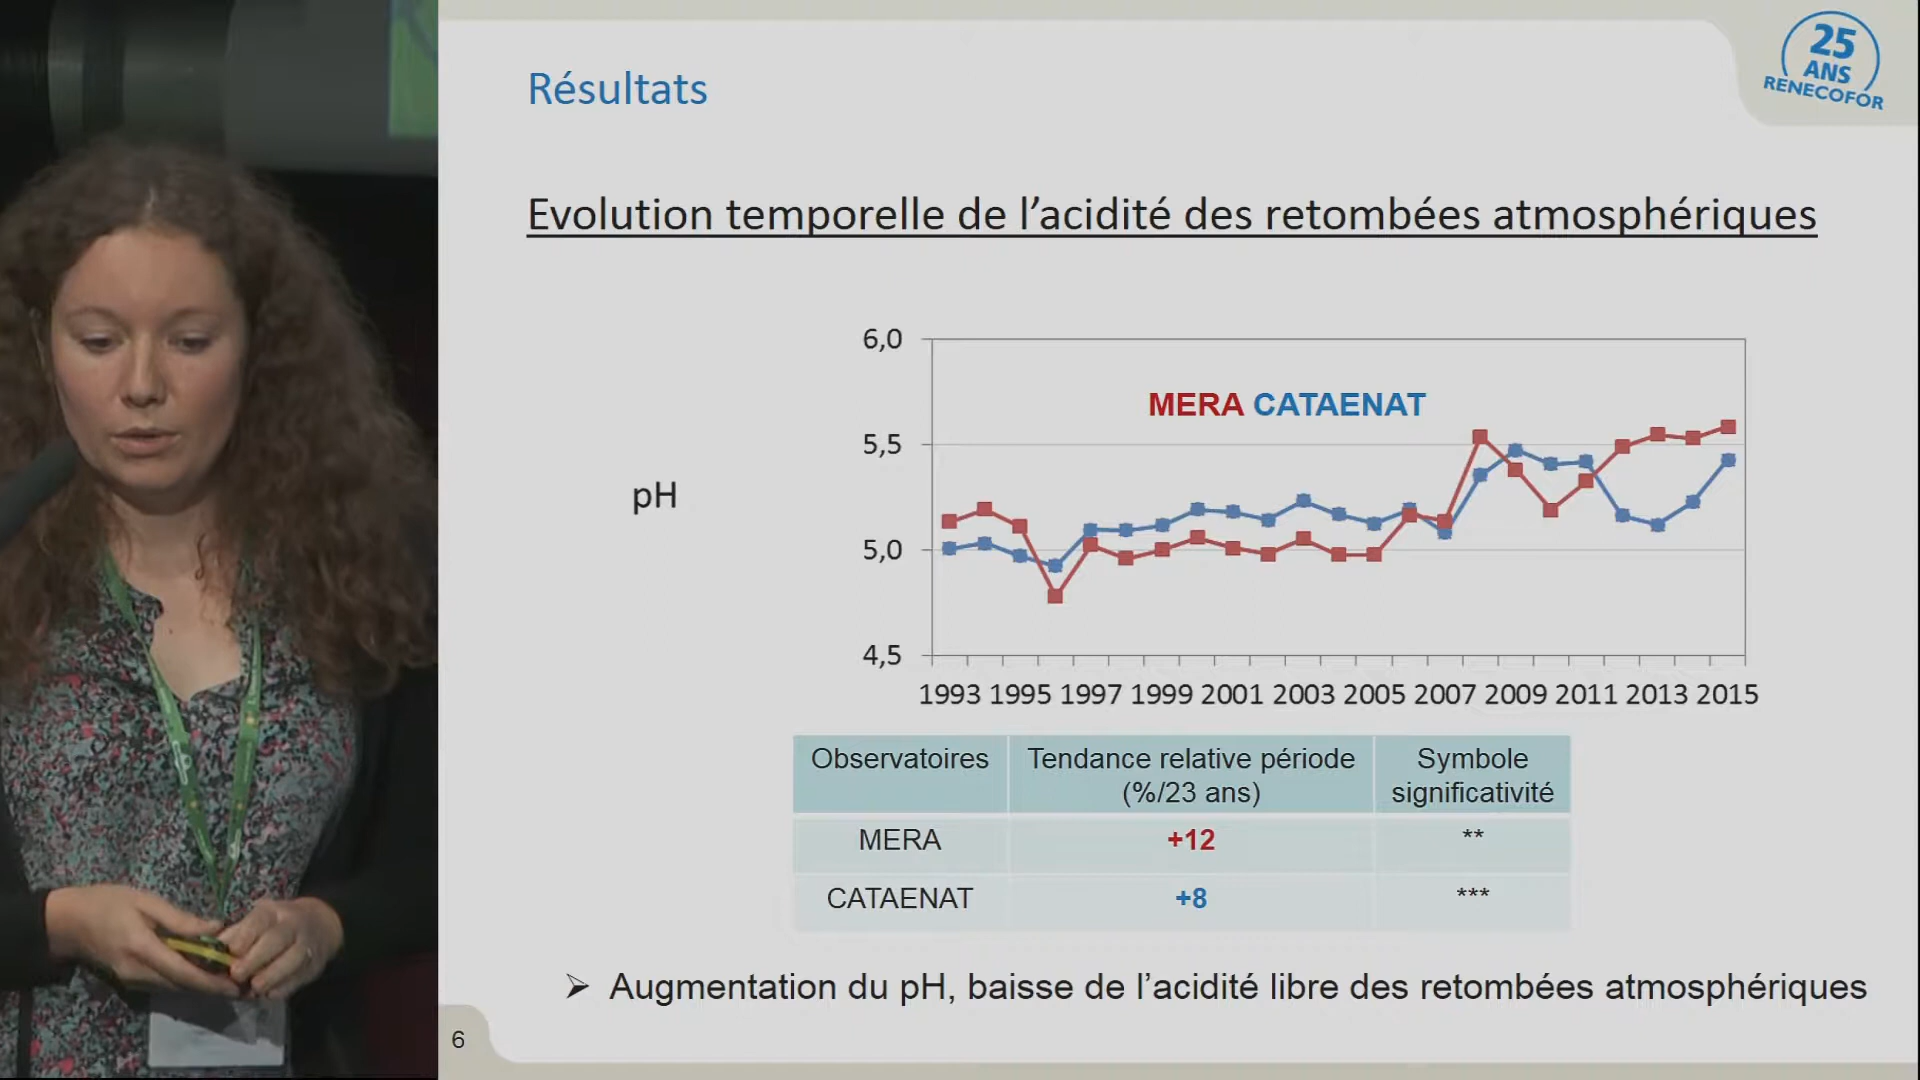 25
ANS
RENECOFOR
Résultats
Evolution temporelle de l’acidité des retombées atmosphériques
6,0
MERA CATAENAT
5,5
pH
5,0
4,5
1993 1995 1997 1999 2001 2003 2005 2007 2009 2011 2013 2015
Observatoires Tendance relative période (%/23 ans) Symbole significativité
MERA +12 **
CATAENAT +8 ***
➢ Augmentation du pH, baisse de l’acidité libre des retombées atmosphériques
6